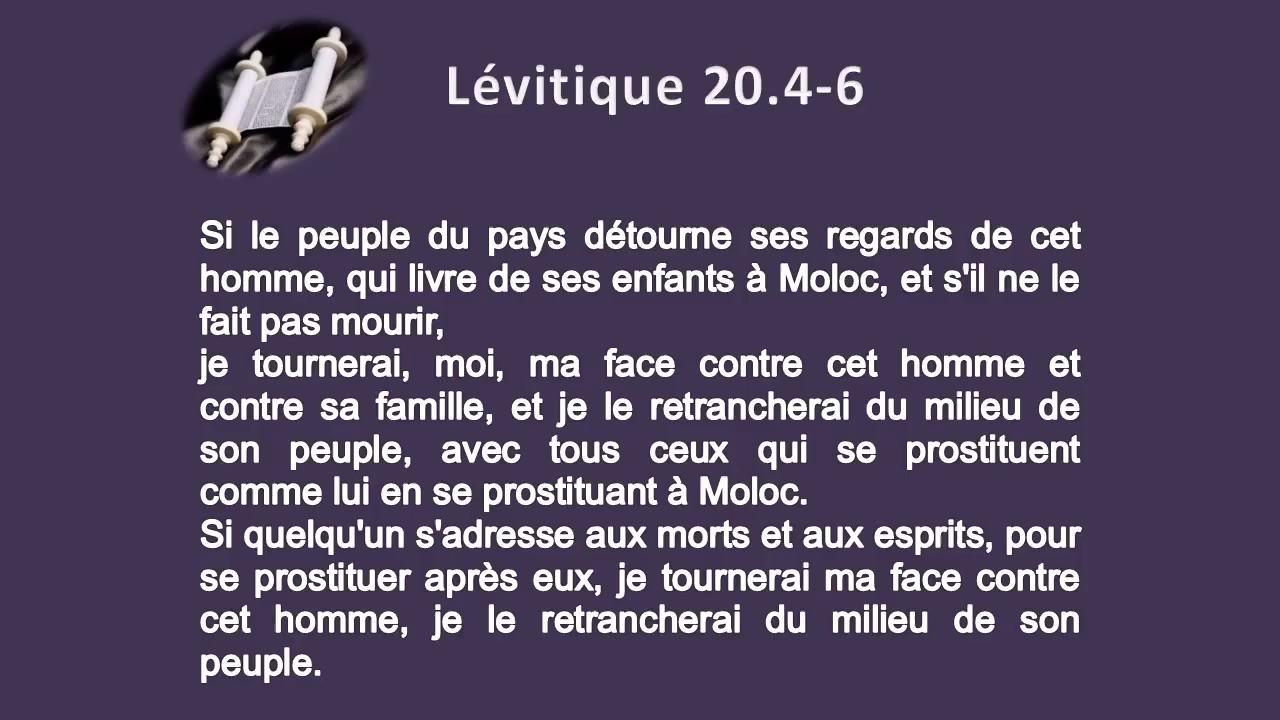 Lévitique 20.4-6
Si le peuple du pays détourne ses regards de cet
homme, qui livre de ses enfants à Moloc, et s'il ne le
fait pas mourir,
je tournerai, moi, ma face contre cet homme et
contre sa famille, et je le retrancherai du milieu de
son peuple, avec tous ceux qui se prostituent
comme lui en se prostituant à Moloc.
Si quelqu'un s'adresse aux morts et aux esprits, pour
se prostituer après eux, je tournerai ma face contre
cet homme, je le retrancherai du milieu de son
peuple.